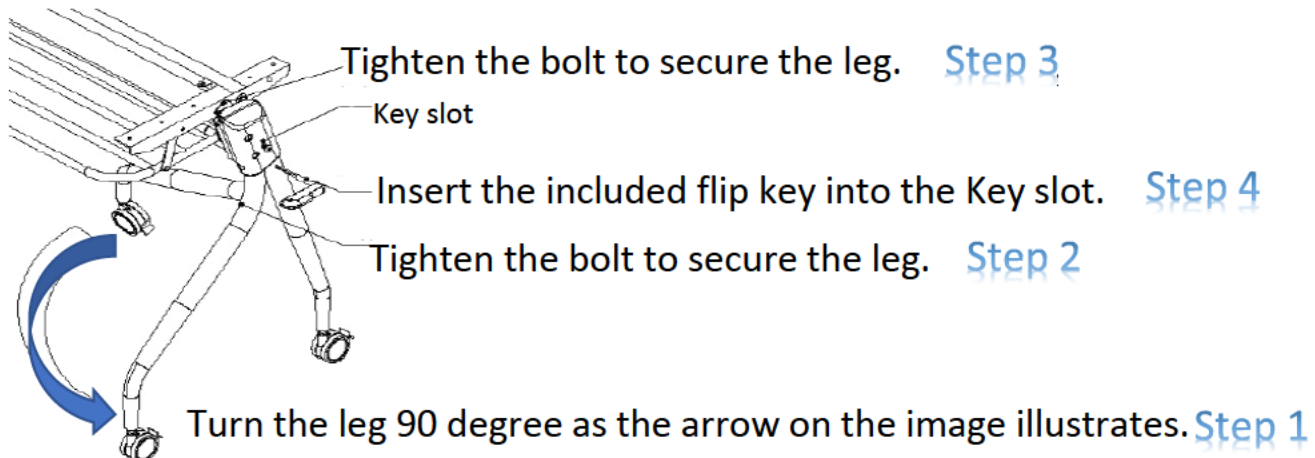 Tighten the bolt to secure the leg. Step 3
Key slot
Insert the included flip key into the Key slot. Step 4
Tighten the bolt to secure the leg. Step 2
Turn the leg 90 degree as the arrow on the image illustrates. Step 1